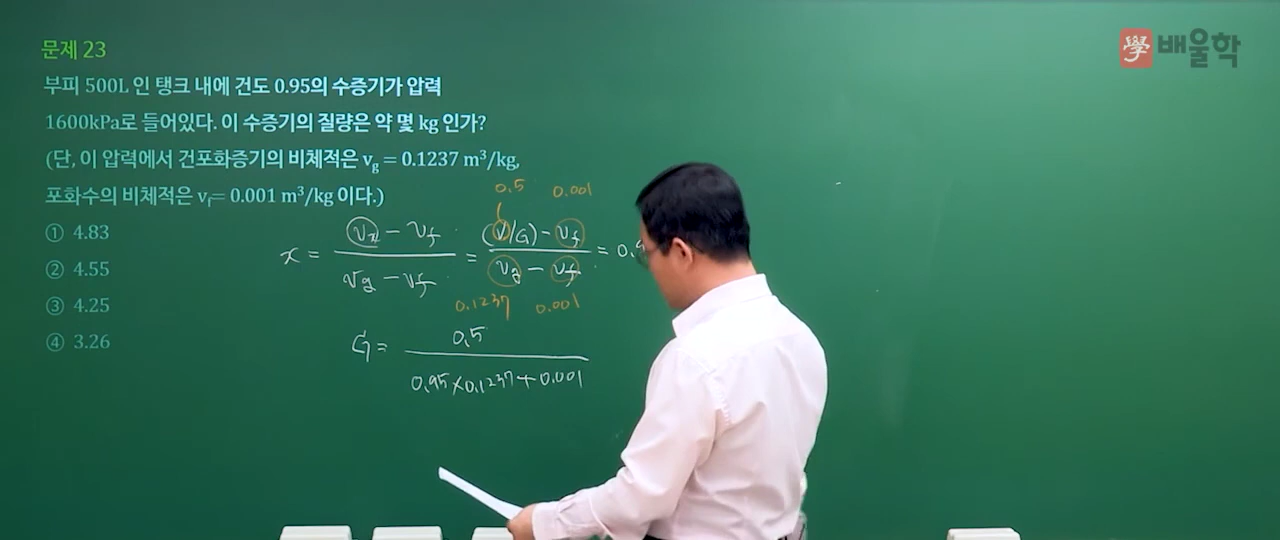 學 배울학
문제 23
부피 500L 인 탱크 내에 건도 0.95의 수증기가 압력
1600kPa로 들어있다. 이 수증기의 질량은 약 몇 kg 인가?
(단, 이 압력에서 건포화증기의 비체적은 vg = 0.1237 m³/kg,
포화수의 비체적은 vf= 0.001 m³/kg 이다.)
① 4.83
② 4.55
③ 4.25
④ 3.26
0.5 0.001
x = (vx - vf) / (vg - vf) = ((V/G) - vf) / (vg - vf) = 0.9
0.1237 0.001
G = 0.5 / (0.95 × 0.1237 + 0.001)